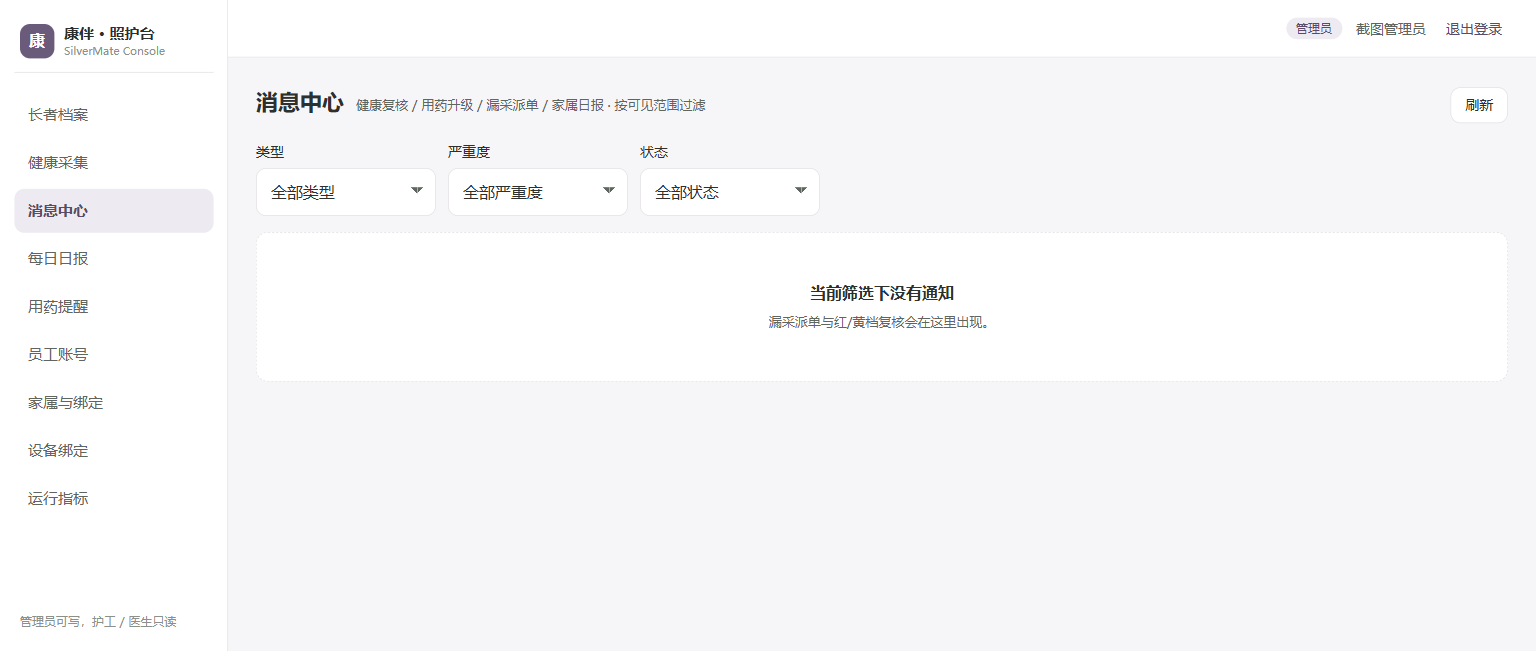 康
康伴·照护台
SilverMate Console
管理员 截图管理员 退出登录
长者档案
健康采集
消息中心
每日日报
用药提醒
员工账号
家属与绑定
设备绑定
运行指标
管理员可写，护工 / 医生只读
消息中心 健康复核 / 用药升级 / 漏采派单 / 家属日报 · 按可见范围过滤
刷新
类型 严重度 状态
全部类型 全部严重度 全部状态
当前筛选下没有通知
漏采派单与红/黄档复核会在这里出现。